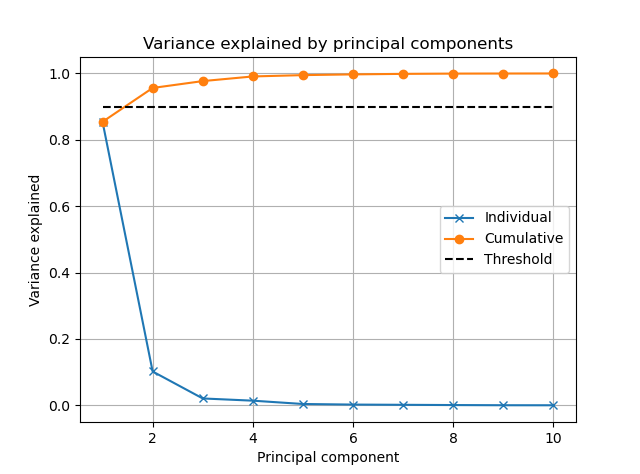 Variance explained by principal components
Variance explained
1.0
0.8
0.6
0.4
0.2
0.0
Individual
Cumulative
Threshold
2 4 6 8 10
Principal component